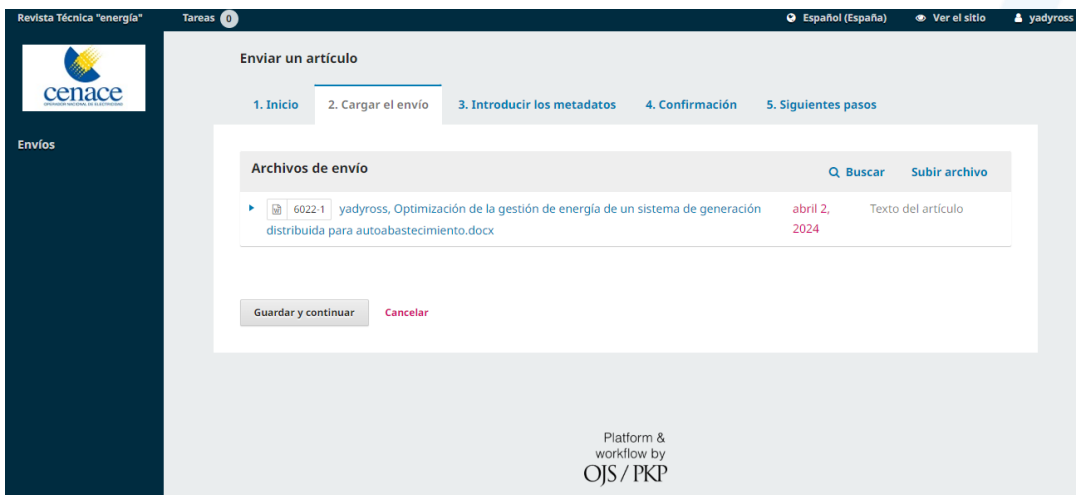 Revista Técnica "energía"
Tareas 0
Español (España)
Ver el sitio
yadyross
cenace
Envíos
Enviar un artículo
1. Inicio
2. Cargar el envío
3. Introducir los metadatos
4. Confirmación
5. Siguientes pasos
Archivos de envío
Buscar
Subir archivo
6022-1 yadyross, Optimización de la gestión de energía de un sistema de generación
distribuida para autoabastecimiento.docx
abril 2,
2024
Texto del artículo
Guardar y continuar
Cancelar
Platform &
workflow by
OJS / PKP